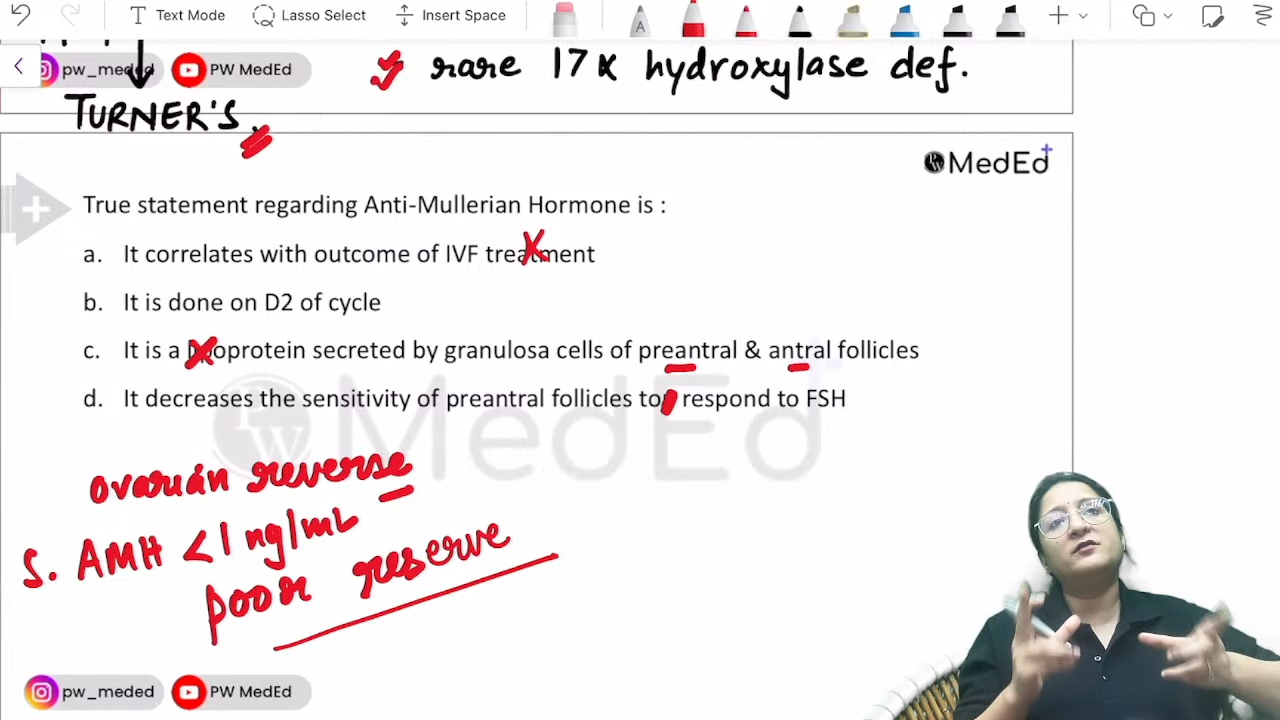 Text Mode Lasso Select Insert Space
A
pw_meded PW MedEd
rare 17α hydroxylase def.
TURNER'S
MedEd+
True statement regarding Anti-Mullerian Hormone is :
a. It correlates with outcome of IVF treatment
b. It is done on D2 of cycle
c. It is a oprotein secreted by granulosa cells of preantral & antral follicles
d. It decreases the sensitivity of preantral follicles to respond to FSH
PW MedEd
ovarian reverse
S. AMH < 1 ng/mL
poor reserve
pw_meded PW MedEd